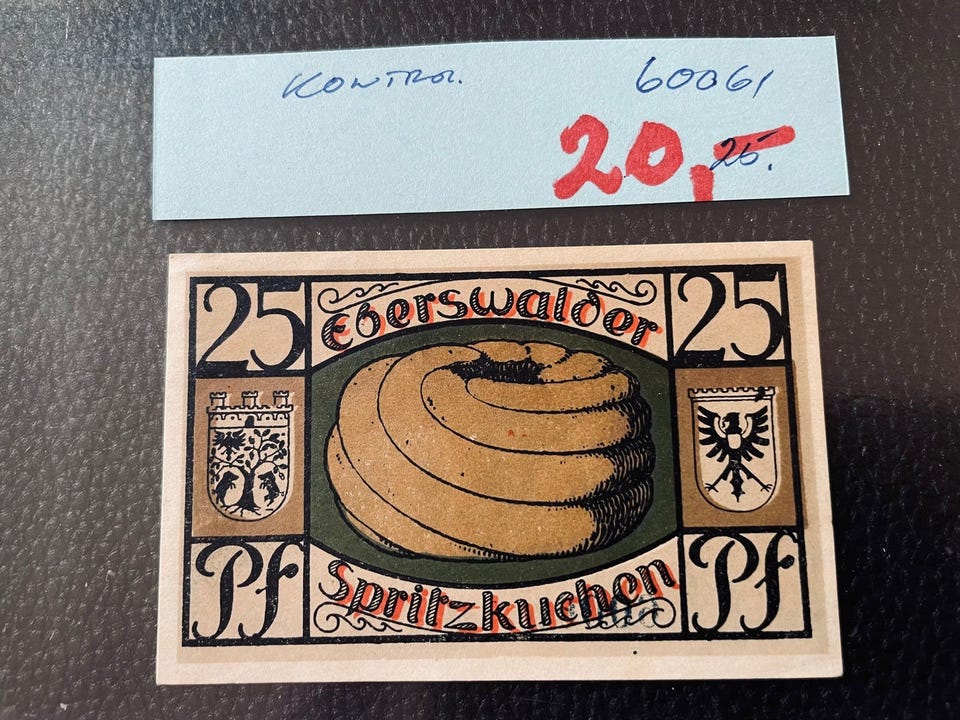 KONTROL 60061
20,-
25.
25 Eberswalder 25
Pf Spritzkuchen Pf